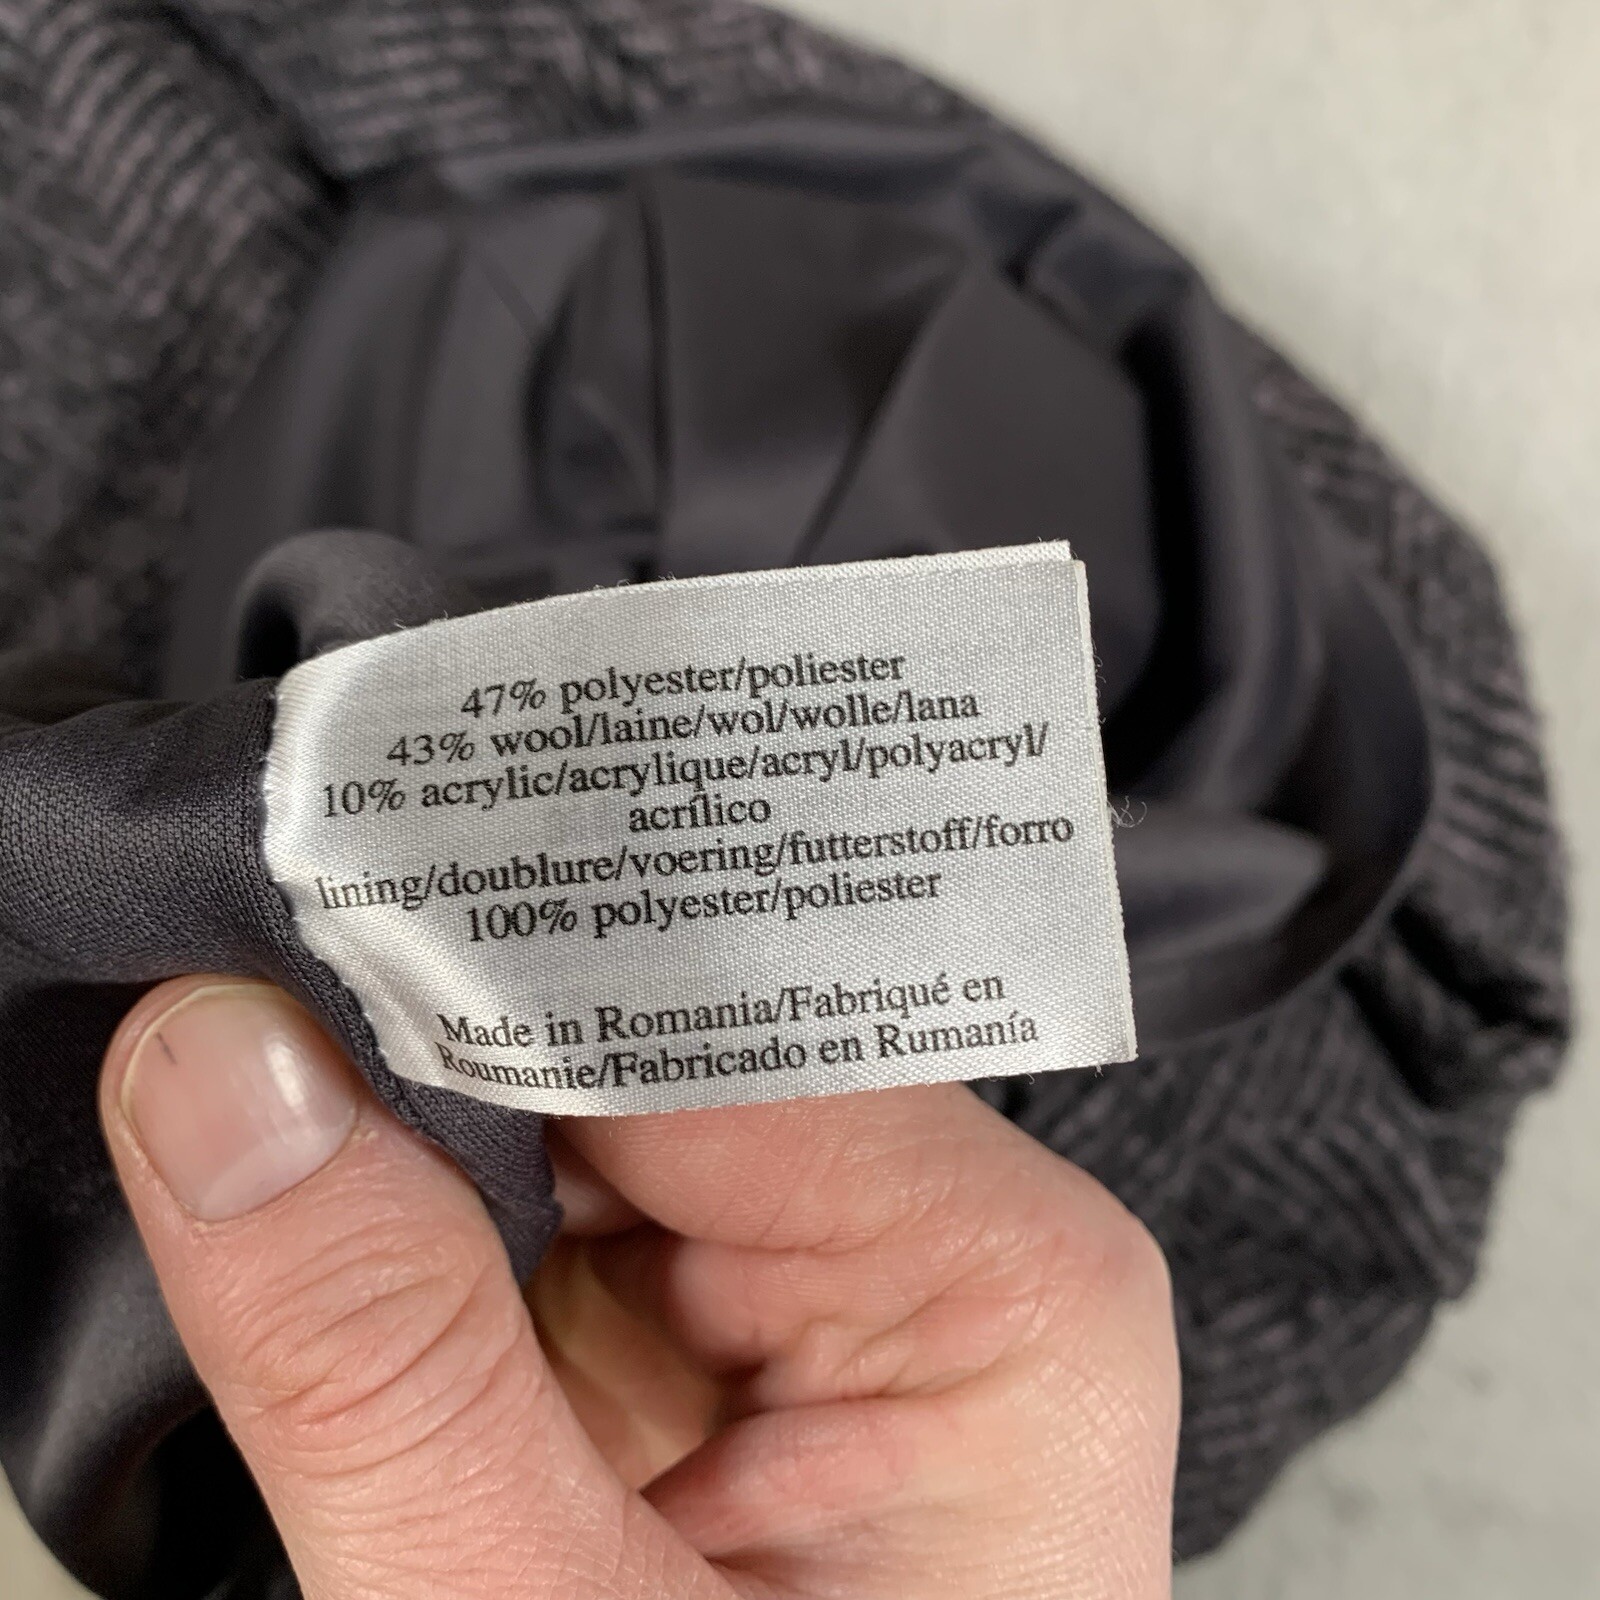 47% polyester/poliester
43% wool/laine/wol/wolle/lana
10% acrylic/acrylique/acryl/polyacryl/
acrílico
lining/doublure/voering/futterstoff/forro
100% polyester/poliester
Made in Romania/Fabriqué en
Roumanie/Fabricado en Rumanía